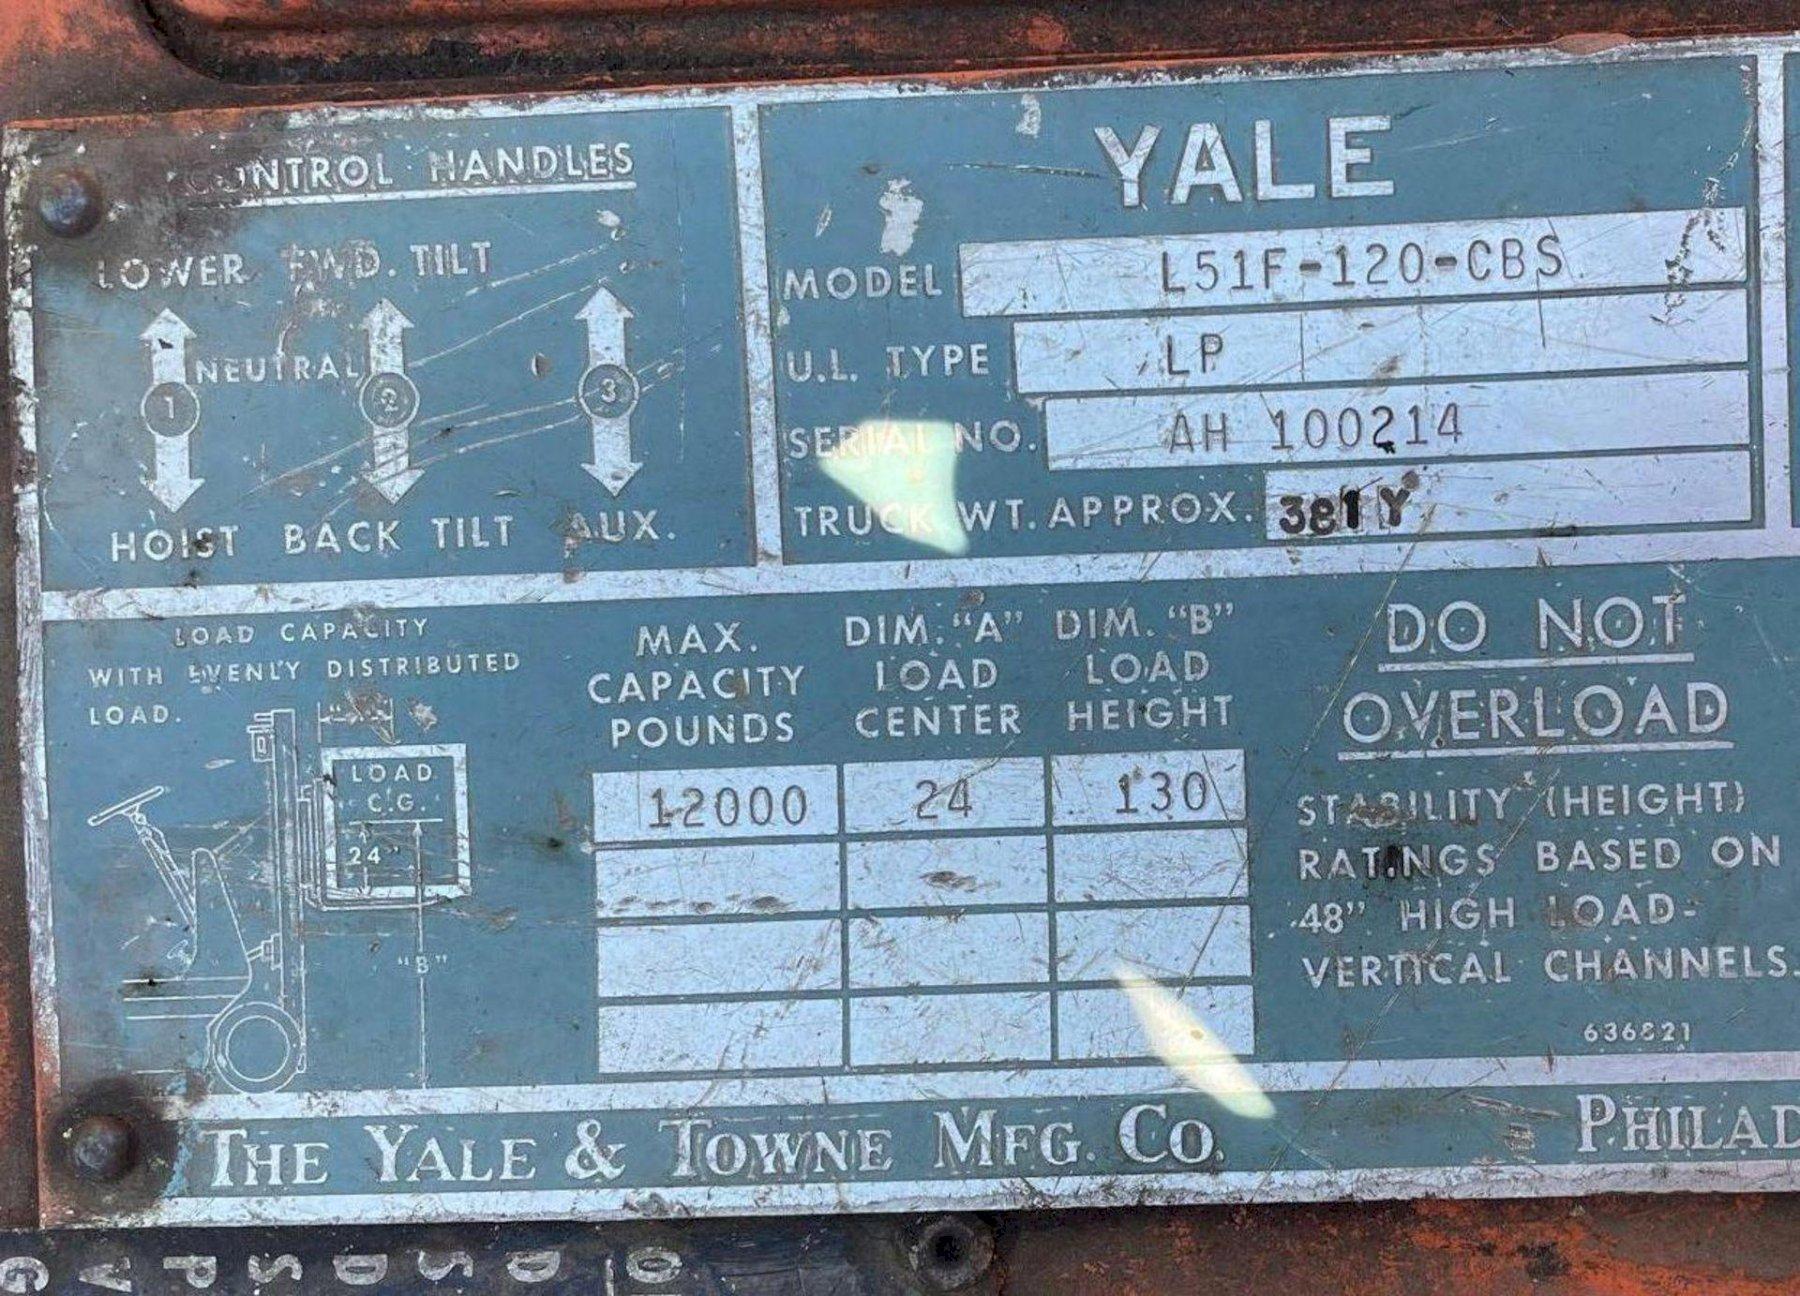 CONTROL HANDLES
LOWER FWD. TILT
NEUTRAL
1 2 3
HOIST BACK TILT AUX.
YALE
MODEL L51F-120-CBS
U.L. TYPE LP
SERIAL NO. AH 100214
TRUCK WT. APPROX. 381Y
LOAD CAPACITY
WITH EVENLY DISTRIBUTED
LOAD.
LOAD
C.G.
24"
"B"
MAX.
CAPACITY
POUNDS
DIM. "A"
LOAD
CENTER
DIM. "B"
LOAD
HEIGHT
12000 24 130
DO NOT
OVERLOAD
STABILITY (HEIGHT)
RATINGS BASED ON
48" HIGH LOAD-
VERTICAL CHANNELS.
636821
THE YALE & TOWNE MFG. CO. PHILAD